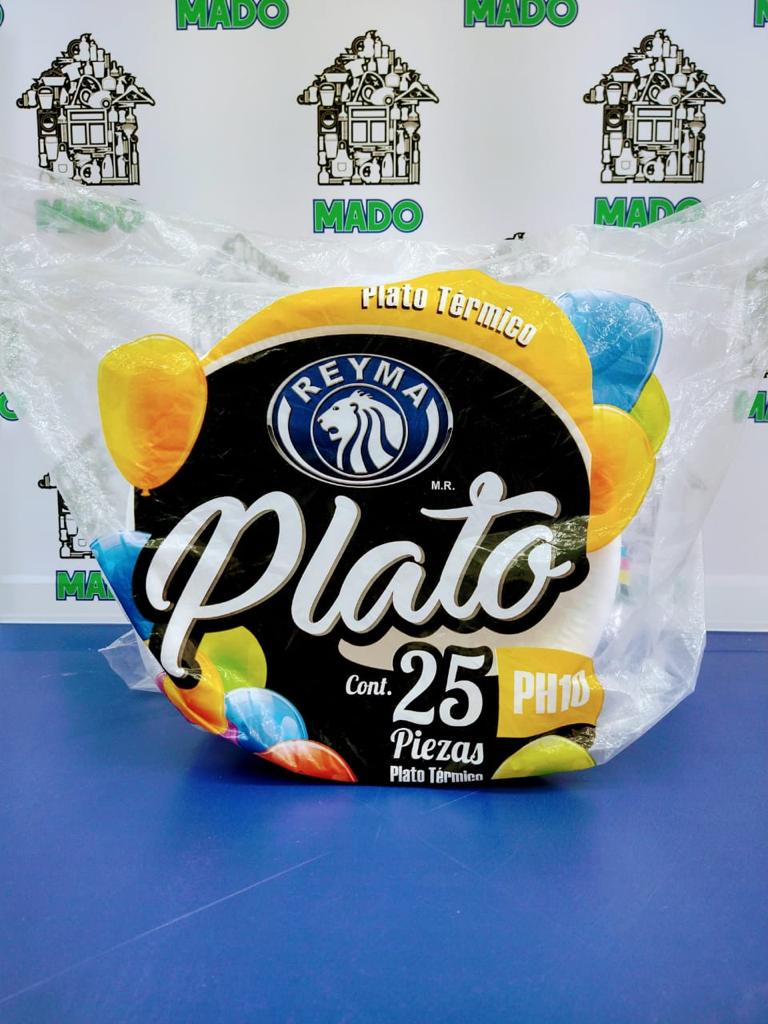 MADO
MADO
MADO
MADO
MADO
Plato Térmico
REYMA
M.R.
Plato
Cont. 25
PH10
Piezas
Plato Térmico